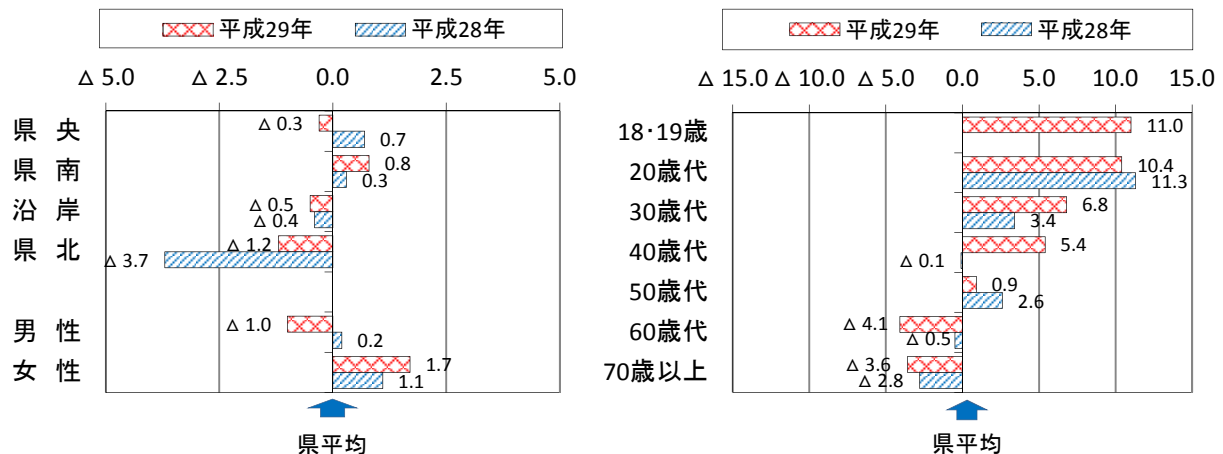 平成29年 平成28年
△ 5.0 △ 2.5 0.0 2.5 5.0
県 央 △ 0.3 0.7
県 南 0.8 0.3
沿 岸 △ 0.5 △ 0.4
県 北 △ 1.2 △ 3.7
男 性 △ 1.0 0.2
女 性 1.7 1.1
県平均
平成29年 平成28年
△ 15.0 △ 10.0 △ 5.0 0.0 5.0 10.0 15.0
18･19歳 11.0
20歳代 10.4 11.3
30歳代 6.8 3.4
40歳代 5.4 △ 0.1
50歳代 0.9 2.6
60歳代 △ 4.1 △ 0.5
70歳以上 △ 3.6 △ 2.8
県平均